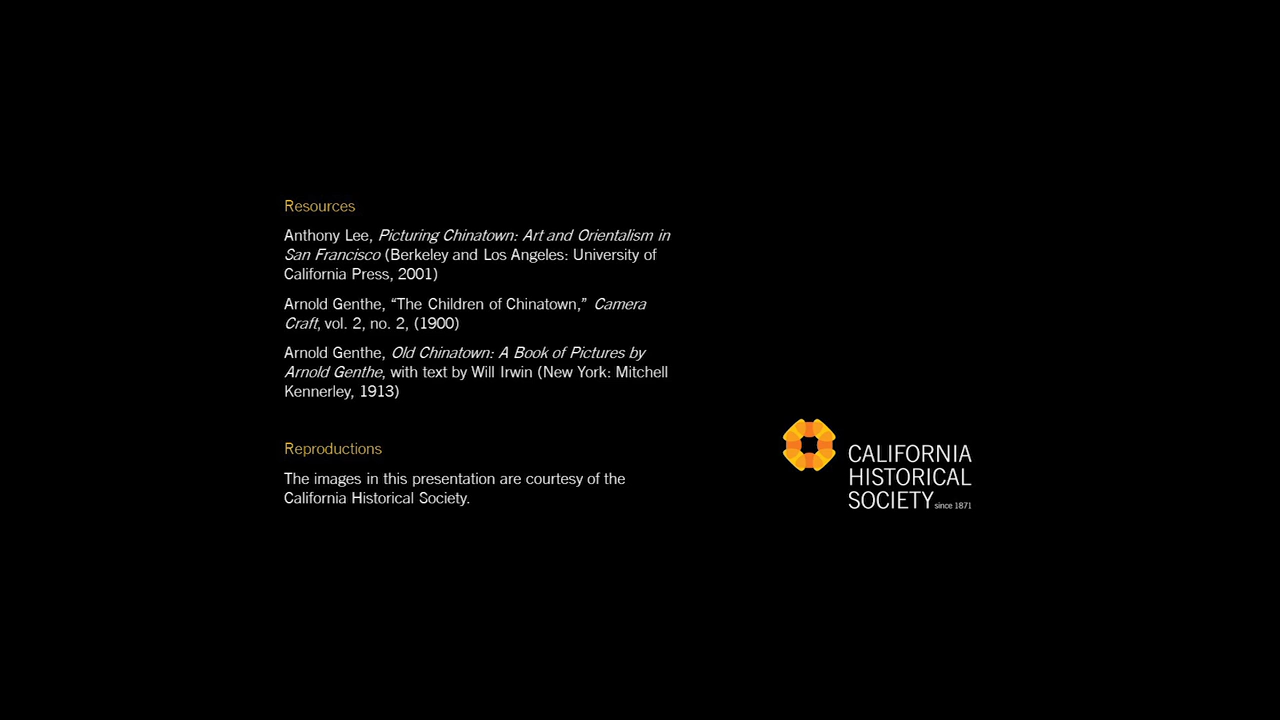 Resources
Anthony Lee, Picturing Chinatown: Art and Orientalism in
San Francisco (Berkeley and Los Angeles: University of
California Press, 2001)
Arnold Genthe, “The Children of Chinatown,” Camera
Craft, vol. 2, no. 2, (1900)
Arnold Genthe, Old Chinatown: A Book of Pictures by
Arnold Genthe, with text by Will Irwin (New York: Mitchell
Kennerley, 1913)
Reproductions
The images in this presentation are courtesy of the
California Historical Society.
CALIFORNIA
HISTORICAL
SOCIETY since 1871